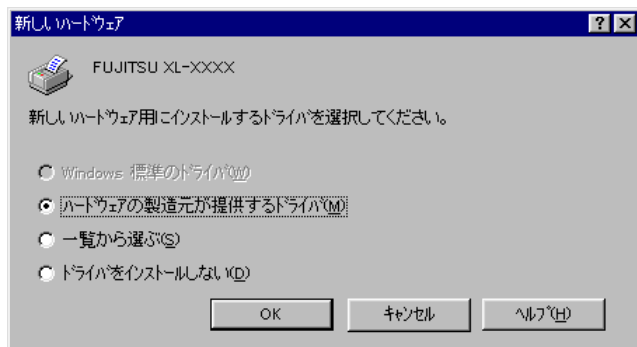 新しいハードウェア
FUJITSU XL-XXXX
新しいハードウェア用にインストールするドライバを選択してください。
Windows 標準のドライバ(W)
ハードウェアの製造元が提供するドライバ(M)
一覧から選ぶ(S)
ドライバをインストールしない(D)
OK キャンセル ヘルプ(H)